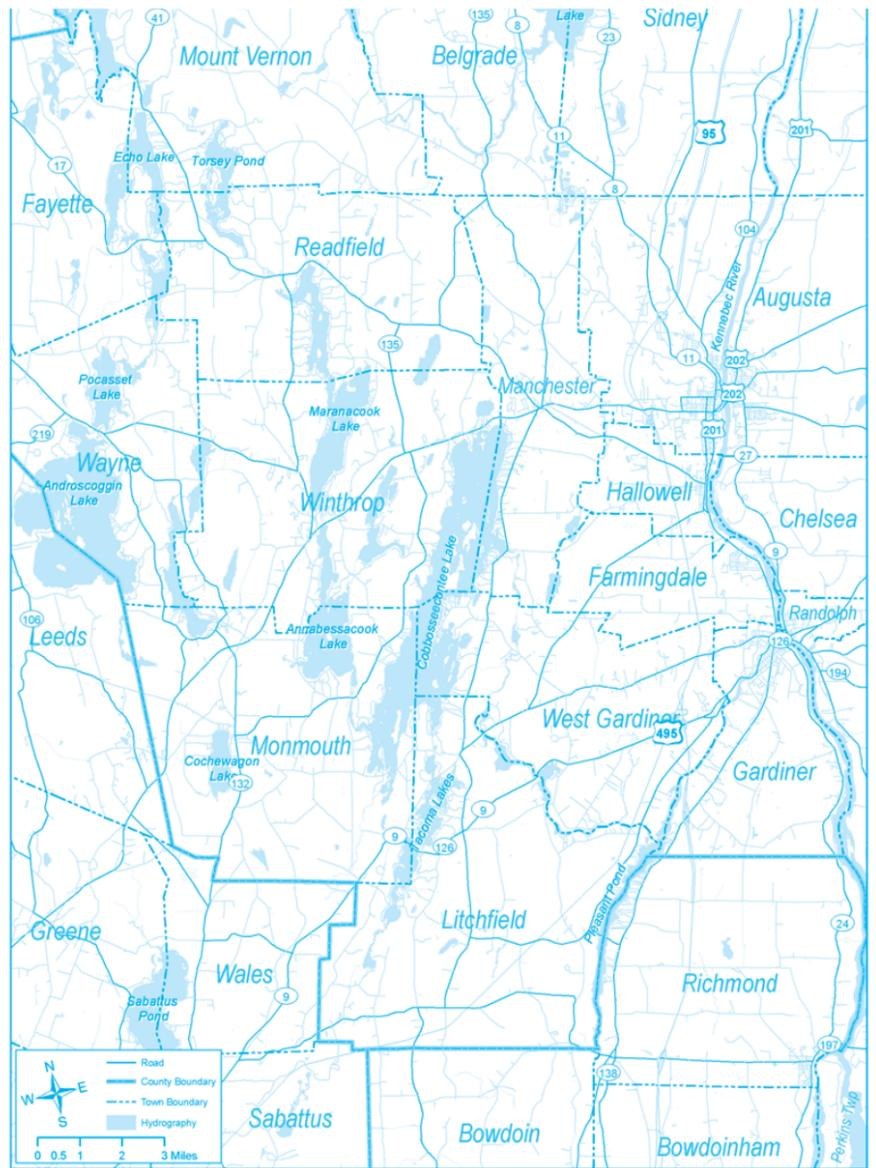 41
135
8
Lake
23
Sidney
Mount Vernon
Belgrade
95
201
11
17
Echo Lake
Torsey Pond
8
Fayette
104
Readfield
Kennebec River
Augusta
135
11
202
Pocasset
Lake
Manchester
202
Maranacook
Lake
201
219
27
Wayne
Androscoggin
Lake
Winthrop
Hallowell
Chelsea
9
Cobbosseecontee Lake
Farmingdale
106
Leeds
Annabessacook
Lake
Randolph
126
194
West Gardiner
495
Monmouth
Cochewagon
Lake
132
Gardiner
Tacoma Lakes
9
9
126
Pleasant Pond
Litchfield
24
Greene
Wales
9
Richmond
Sabattus
Pond
197
138
N
W
E
S
Road
County Boundary
Town Boundary
Hydrography
0 0.5 1 2 3 Miles
Sabattus
Bowdoin
Bowdoinham
Perkins Twp